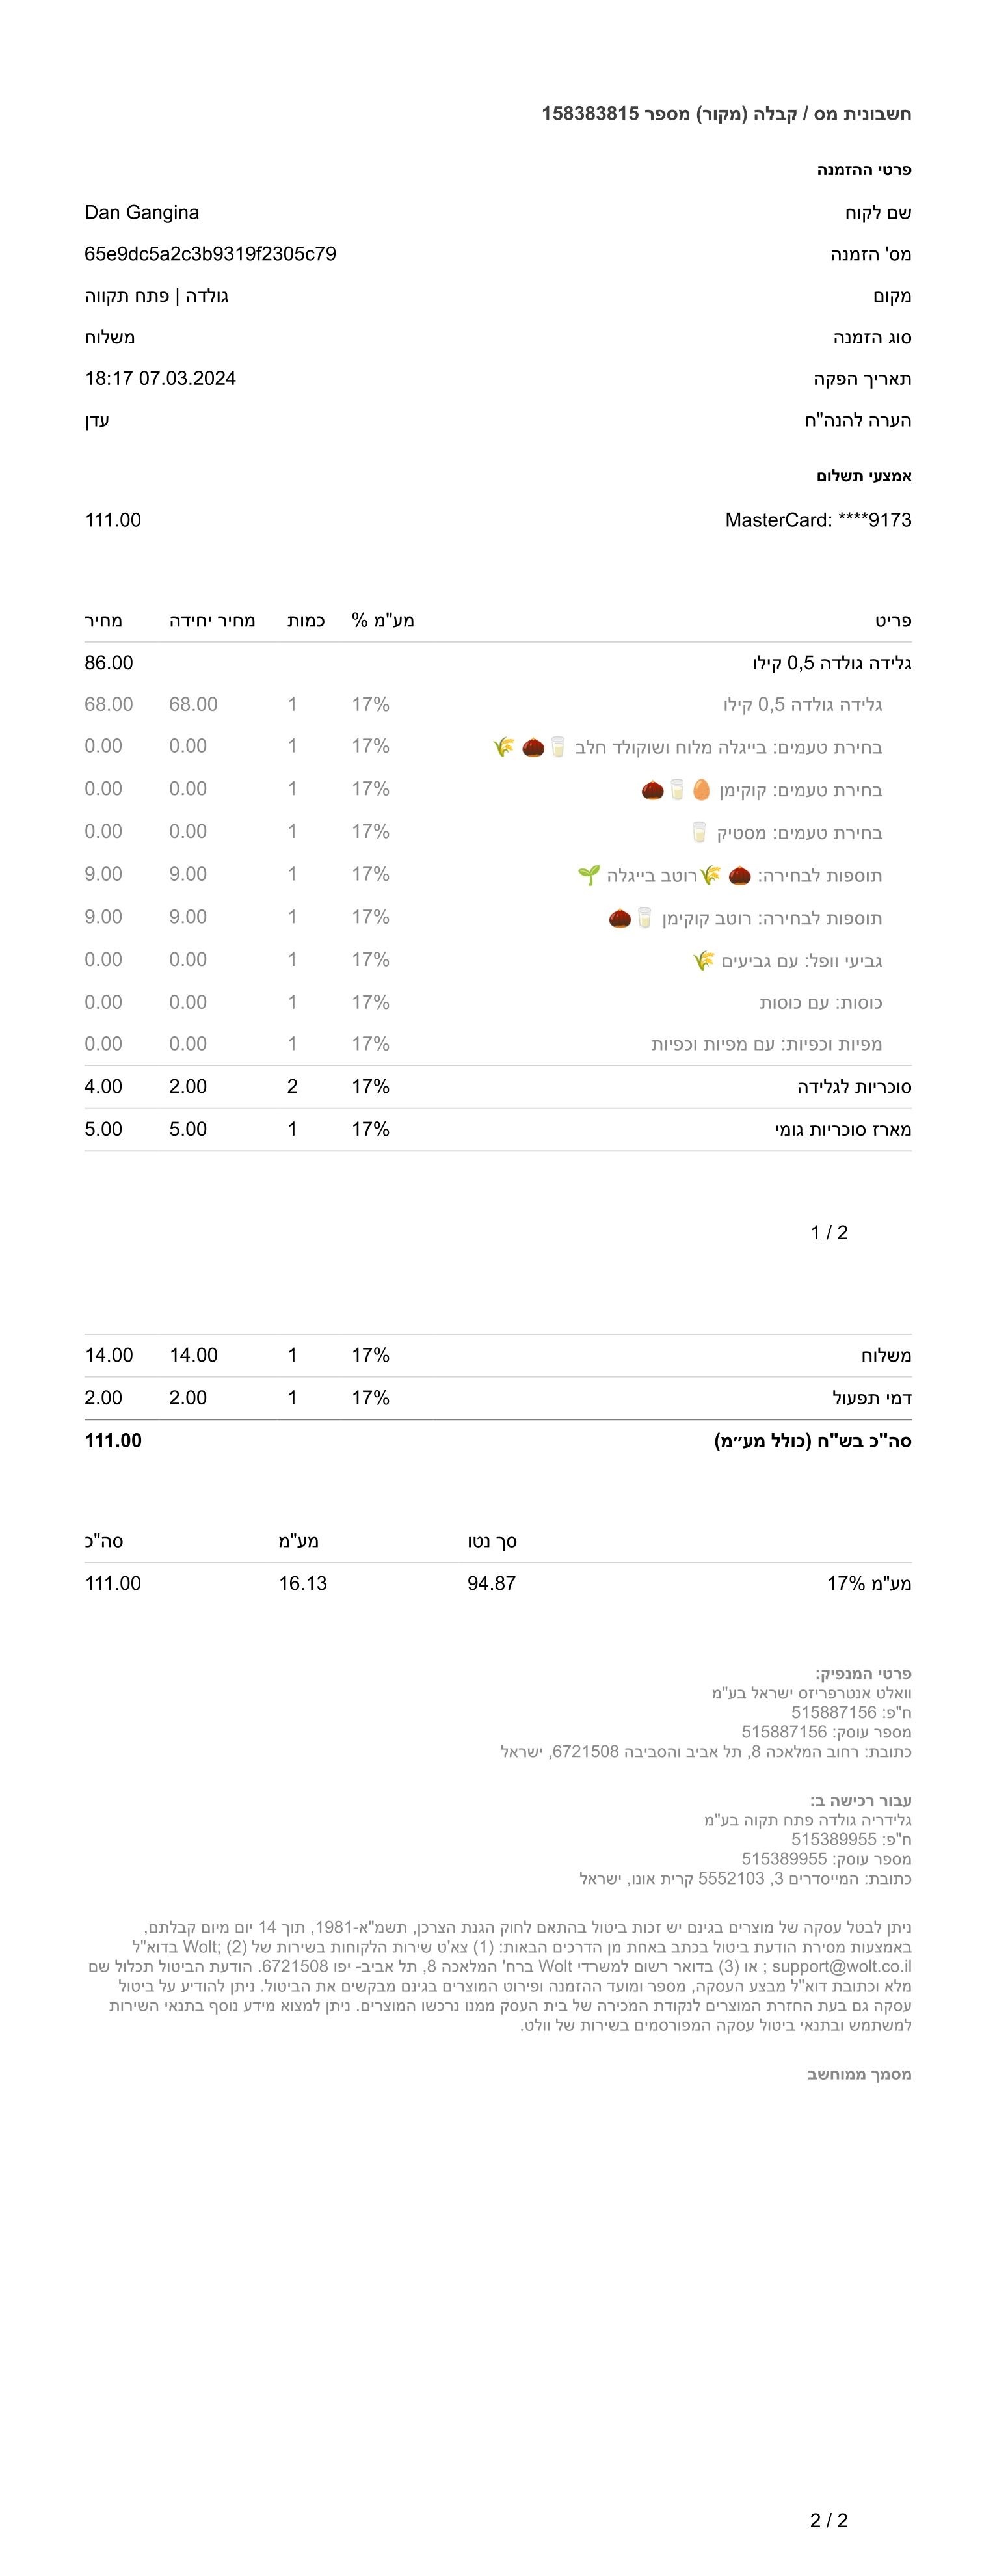 חשבונית מס / קבלה (מקור) מספר 158383815
פרטי ההזמנה
שם לקוח Dan Gangina
מס' הזמנה 65e9dc5a2c3b9319f2305c79
מקום גולדה | פתח תקווה
סוג הזמנה משלוח
תאריך הפקה 18:17 07.03.2024
הערה להנה"ח עדן
אמצעי תשלום
MasterCard: ****9173 111.00
פריט מע"מ % כמות מחיר יחידה מחיר
גלידה גולדה 0,5 קילו 86.00
גלידה גולדה 0,5 קילו 17% 1 68.00 68.00
בחירת טעמים: בייגלה מלוח ושוקולד חלב 🥛🌰🌾 17% 1 0.00 0.00
בחירת טעמים: קוקימן 🥚🥛🌰 17% 1 0.00 0.00
בחירת טעמים: מסטיק 🥛 17% 1 0.00 0.00
תוספות לבחירה: 🌰 🌾רוטב בייגלה 🌱 17% 1 9.00 9.00
תוספות לבחירה: רוטב קוקימן 🥛🌰 17% 1 9.00 9.00
גביעי וופל: עם גביעים 🌾 17% 1 0.00 0.00
כוסות: עם כוסות 17% 1 0.00 0.00
מפיות וכפיות: עם מפיות וכפיות 17% 1 0.00 0.00
סוכריות לגלידה 17% 2 2.00 4.00
מארז סוכריות גומי 17% 1 5.00 5.00
1 / 2
משלוח 17% 1 14.00 14.00
דמי תפעול 17% 1 2.00 2.00
סה"כ בש"ח (כולל מע״מ) 111.00
סך נטו מע"מ סה"כ
מע"מ 17% 94.87 16.13 111.00
פרטי המנפיק:
וואלט אנטרפריזס ישראל בע"מ
ח"פ: 515887156
מספר עוסק: 515887156
כתובת: רחוב המלאכה 8, תל אביב והסביבה 6721508, ישראל
עבור רכישה ב:
גלידריה גולדה פתח תקוה בע"מ
ח"פ: 515389955
מספר עוסק: 515389955
כתובת: המייסדרים 3, 5552103 קרית אונו, ישראל
ניתן לבטל עסקה של מוצרים בגינם יש זכות ביטול בהתאם לחוק הגנת הצרכן, תשמ"א-1981, תוך 14 יום מיום קבלתם,
באמצעות מסירת הודעת ביטול בכתב באחת מן הדרכים הבאות: (1) צא'ט שירות הלקוחות בשירות של Wolt; (2) בדוא"ל
support@wolt.co.il ; או (3) בדואר רשום למשרדי Wolt ברח' המלאכה 8, תל אביב- יפו 6721508. הודעת הביטול תכלול שם
מלא וכתובת דוא"ל מבצע העסקה, מספר ומועד ההזמנה ופירוט המוצרים בגינם מבקשים את הביטול. ניתן להודיע על ביטול
עסקה גם בעת החזרת המוצרים לנקודת המכירה של בית העסק ממנו נרכשו המוצרים. ניתן למצוא מידע נוסף בתנאי השירות
למשתמש ובתנאי ביטול עסקה המפורסמים בשירות של וולט.
מסמך ממוחשב
2 / 2